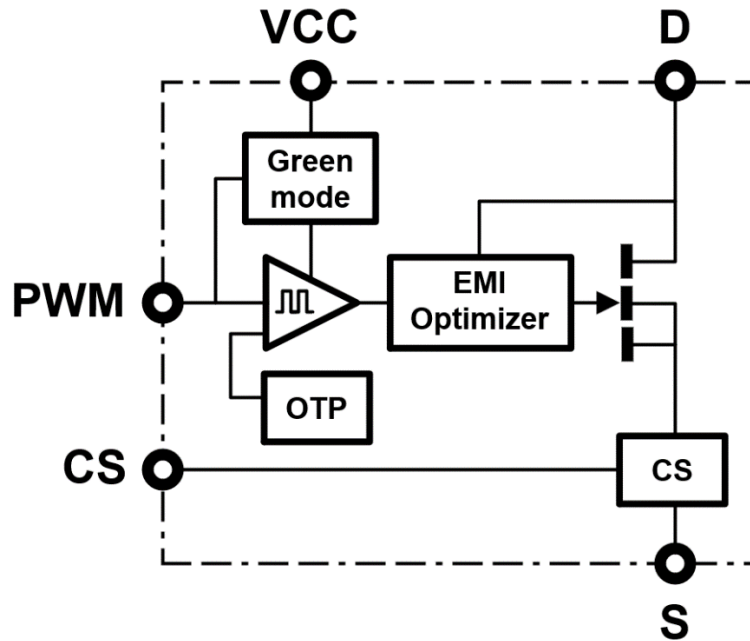 VCC
D
Green
mode
PWM
EMI
Optimizer
OTP
CS
CS
S